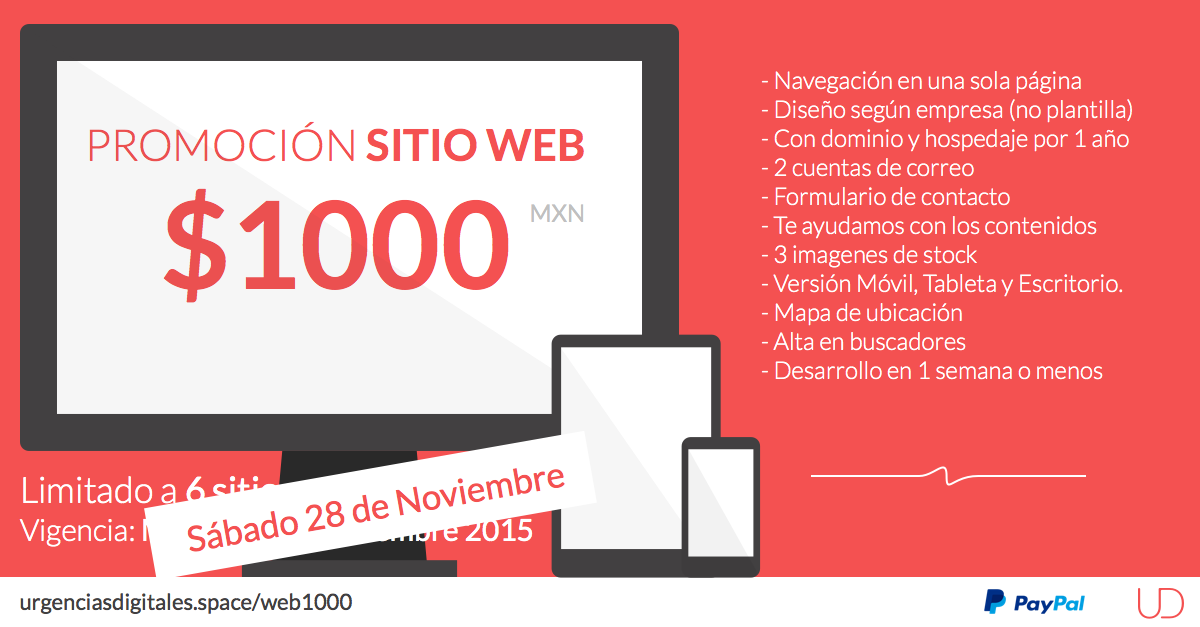 PROMOCIÓN SITIO WEB
$1000 MXN
- Navegación en una sola página
- Diseño según empresa (no plantilla)
- Con dominio y hospedaje por 1 año
- 2 cuentas de correo
- Formulario de contacto
- Te ayudamos con los contenidos
- 3 imagenes de stock
- Versión Móvil, Tableta y Escritorio.
- Mapa de ubicación
- Alta en buscadores
- Desarrollo en 1 semana o menos
Limitado a 6
Vigencia: 2015
Sábado 28 de Noviembre
urgenciasdigitales.space/web1000
PayPal
UD